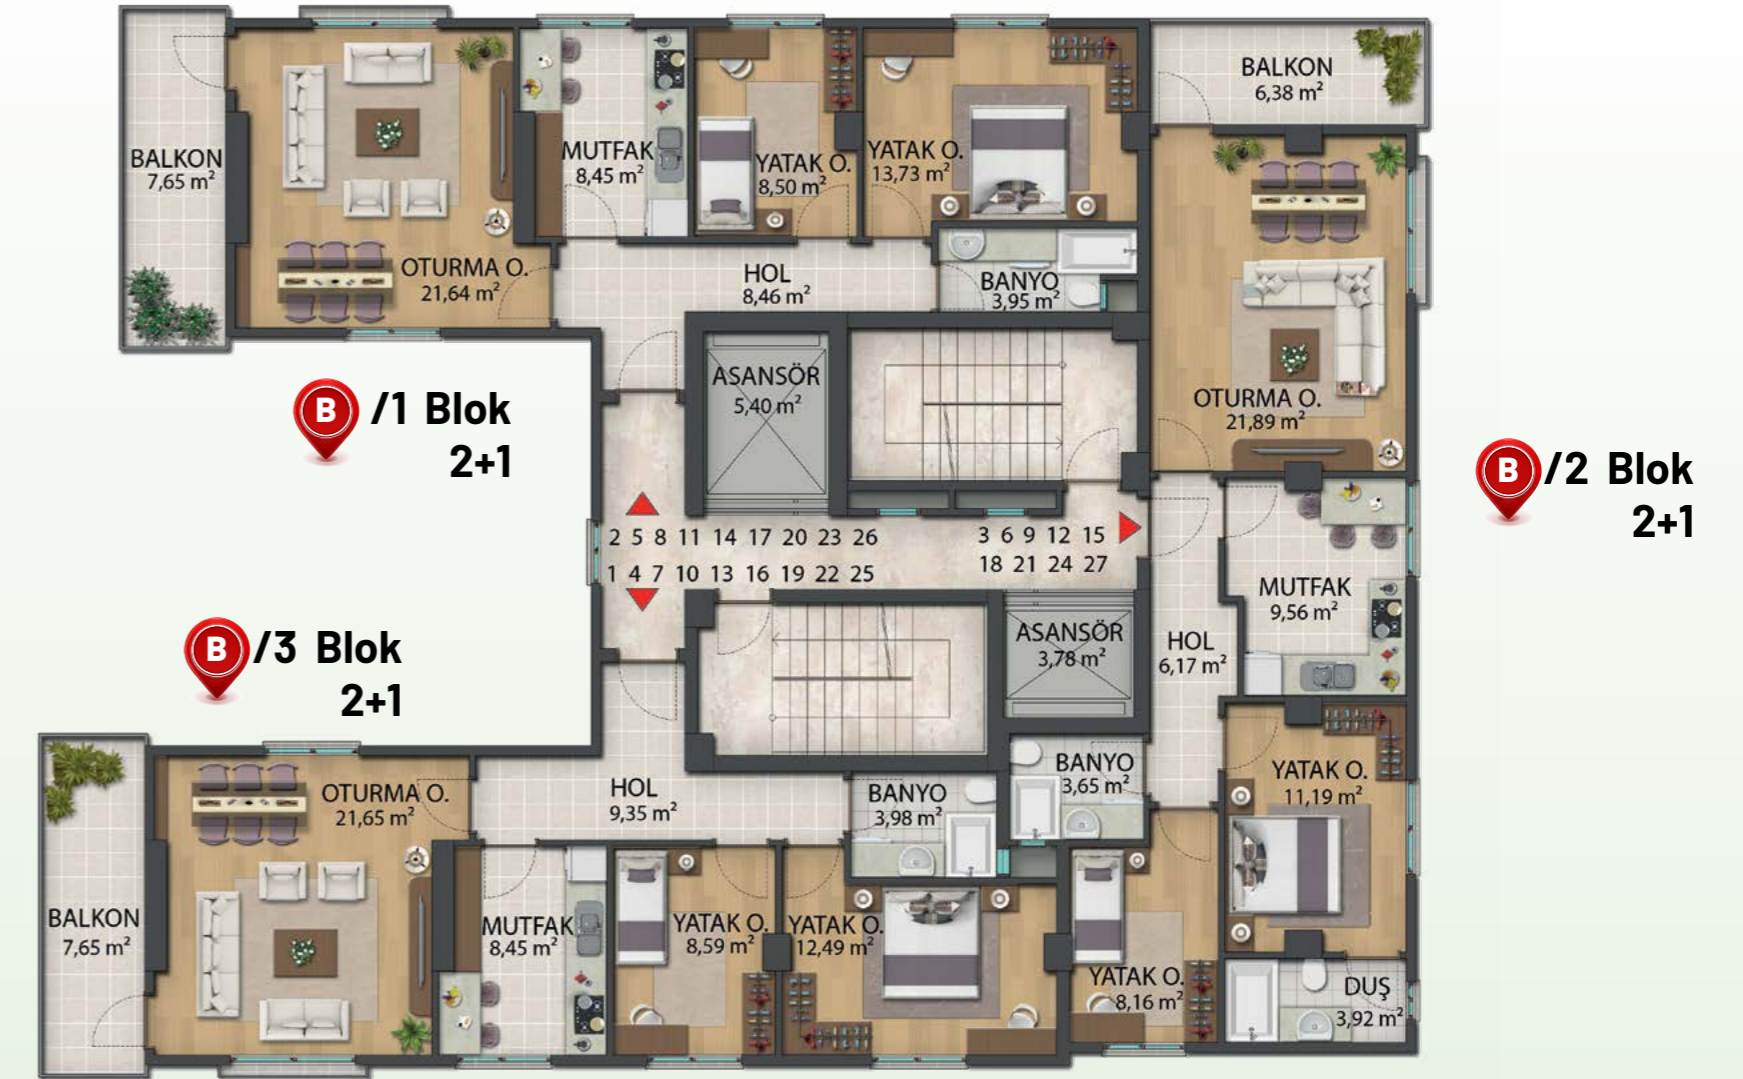 BALKON
7,65 m²
OTURMA O.
21,64 m²
MUTFAK
8,45 m²
YATAK O.
8,50 m²
YATAK O.
13,73 m²
BALKON
6,38 m²
HOL
8,46 m²
BANYO
3,95 m²
ASANSÖR
5,40 m²
OTURMA O.
21,89 m²
B /1 Blok
2+1
B /2 Blok
2+1
2 5 8 11 14 17 20 23 26
1 4 7 10 13 16 19 22 25
3 6 9 12 15
18 21 24 27
MUTFAK
9,56 m²
ASANSÖR
3,78 m²
HOL
6,17 m²
B /3 Blok
2+1
OTURMA O.
21,65 m²
HOL
9,35 m²
BANYO
3,98 m²
BANYO
3,65 m²
YATAK O.
11,19 m²
BALKON
7,65 m²
MUTFAK
8,45 m²
YATAK O.
8,59 m²
YATAK O.
12,49 m²
YATAK O.
8,16 m²
DUŞ
3,92 m²